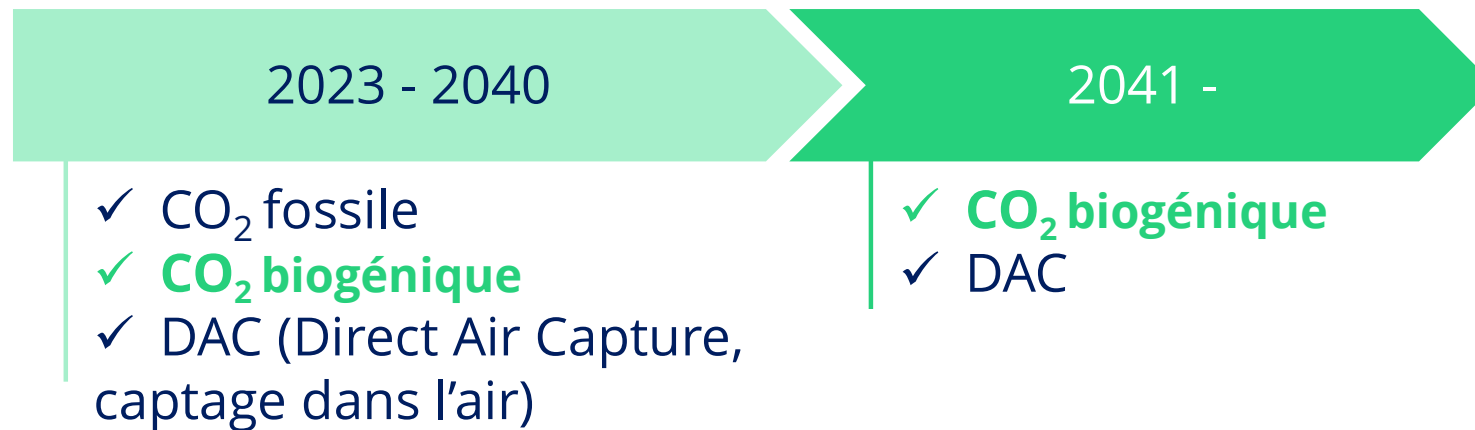 2023 - 2040
✓ CO₂ fossile
✓ CO₂ biogénique
✓ DAC (Direct Air Capture,
captage dans l’air)
2041 -
✓ CO₂ biogénique
✓ DAC